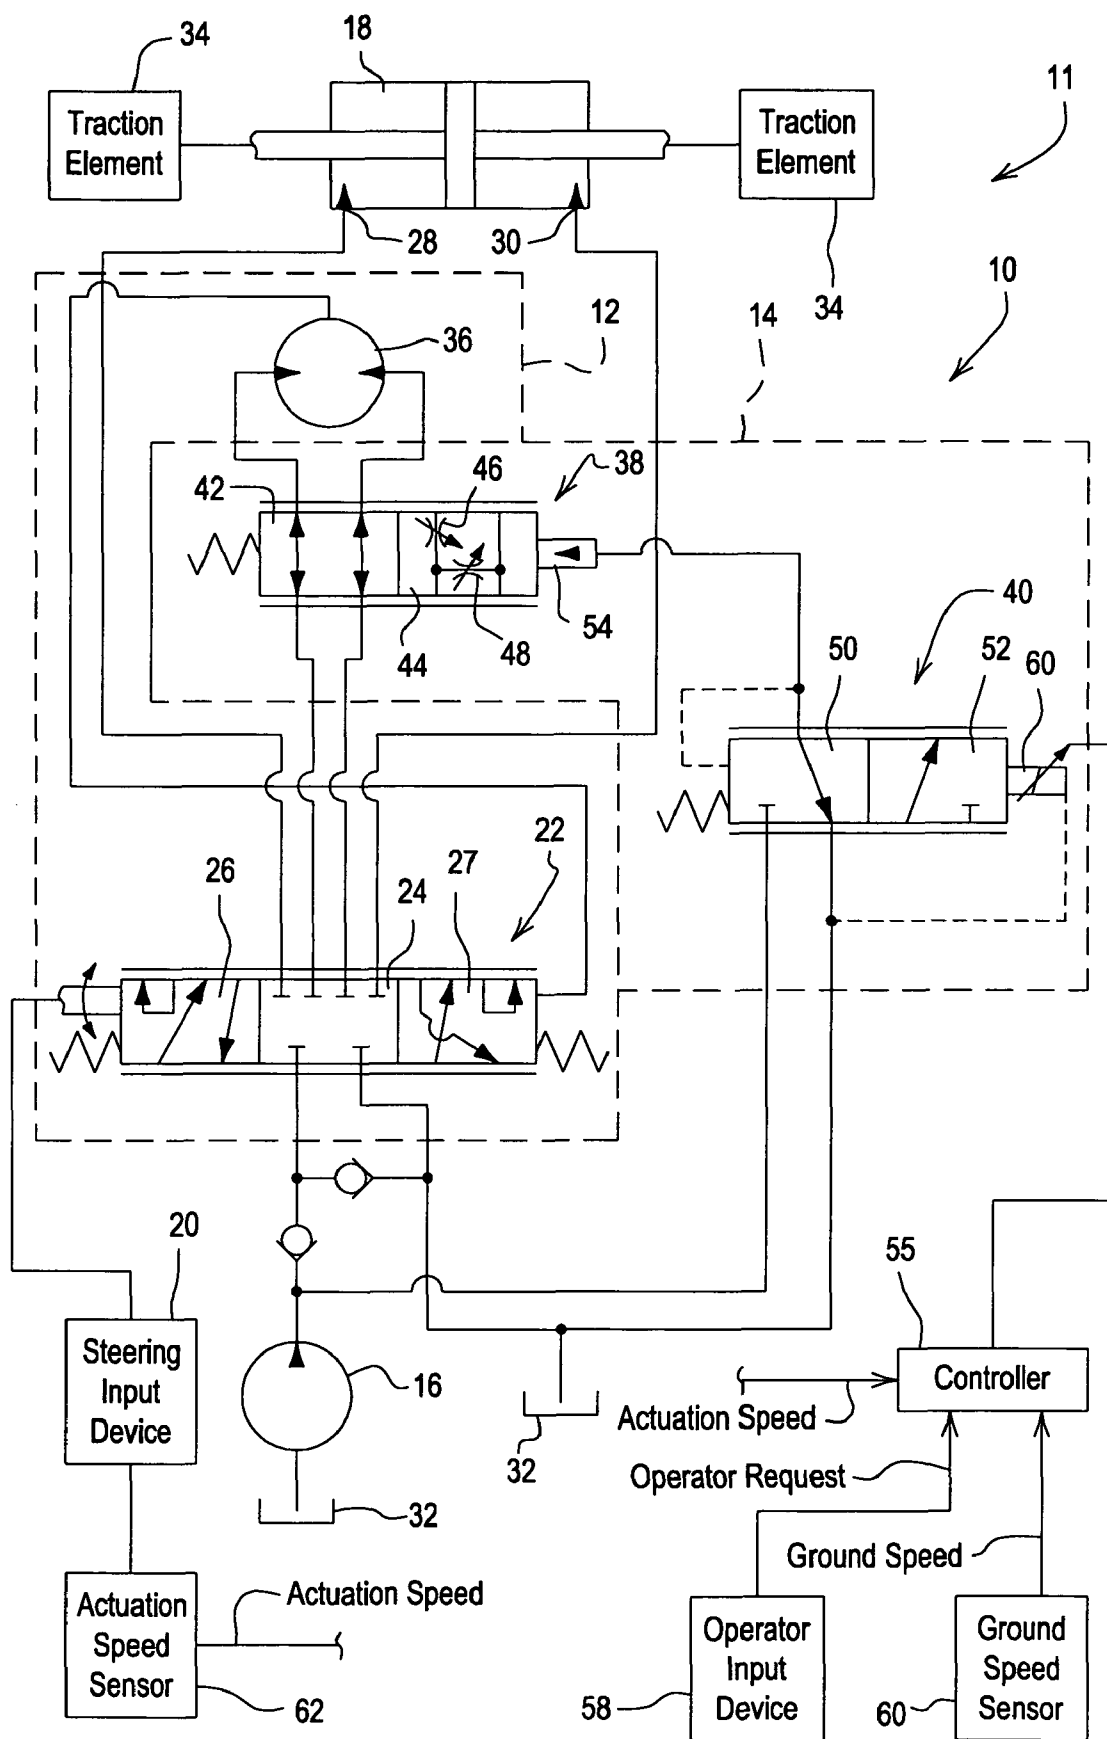 34
18
11
Traction
Element
Traction
Element
28
30
10
12
14
34
36
42
46
38
44
48
54
40
50
52
60
22
26
24
27
20
55
Steering
Input
Device
16
Controller
Actuation Speed
32
Operator Request
32
Ground Speed
Actuation
Speed
Sensor
Actuation Speed
62
Operator
Input
Device
Ground
Speed
Sensor
58
60